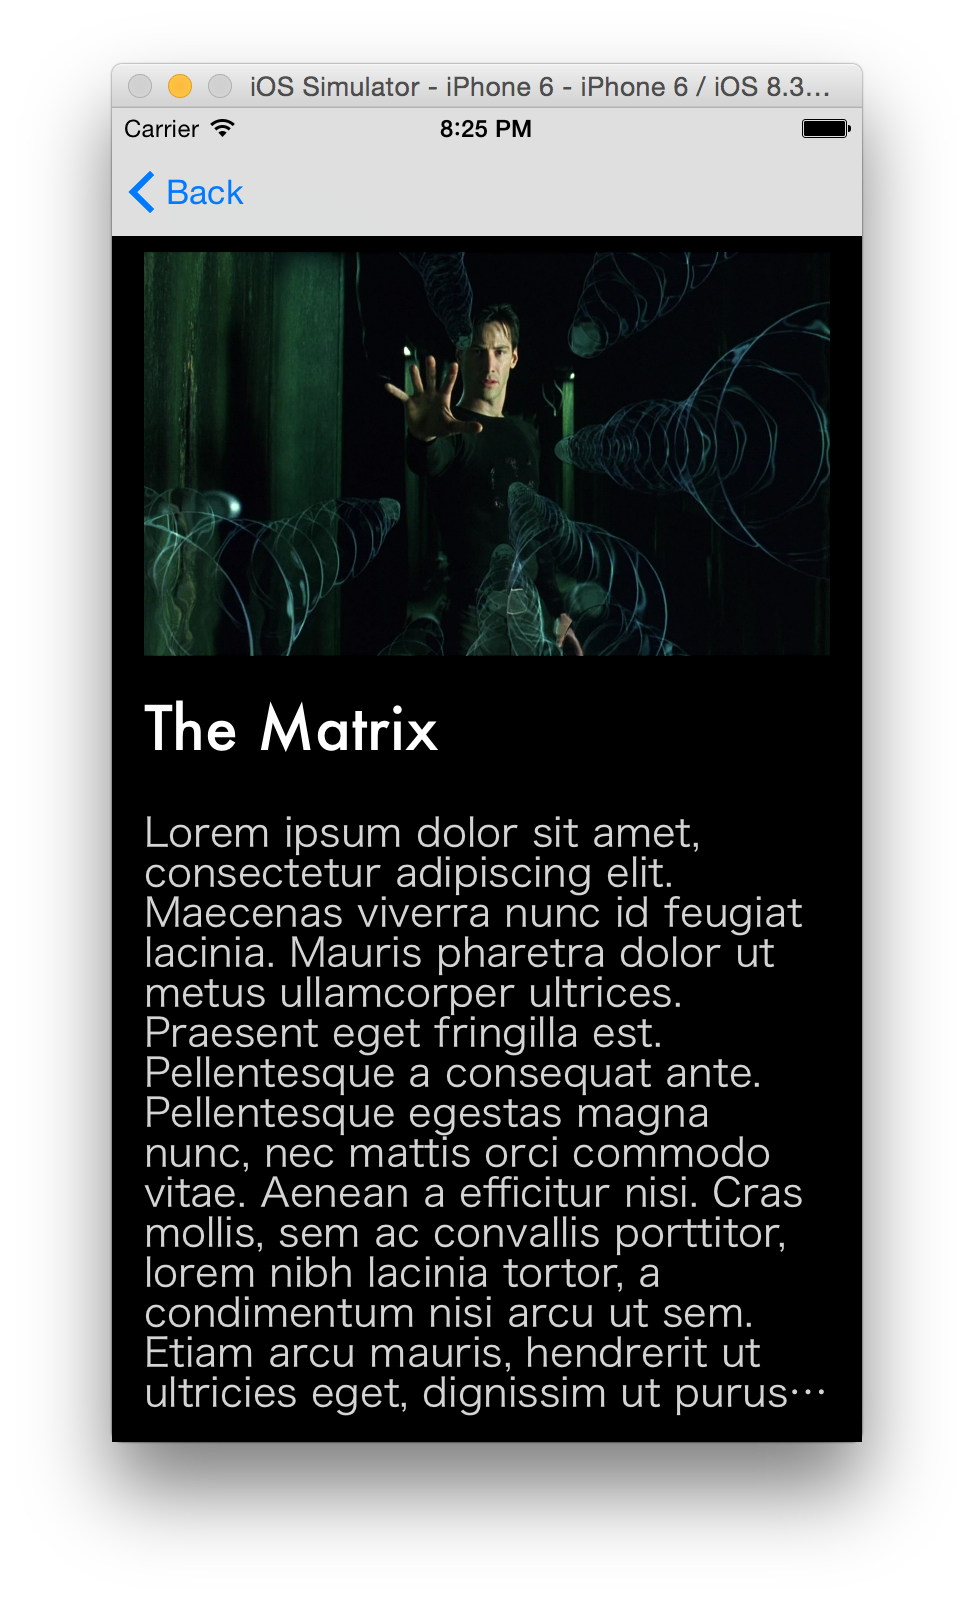 iOS Simulator - iPhone 6 - iPhone 6 / iOS 8.3...
Carrier 8:25 PM
Back
The Matrix
Lorem ipsum dolor sit amet,
consectetur adipiscing elit.
Maecenas viverra nunc id feugiat
lacinia. Mauris pharetra dolor ut
metus ullamcorper ultrices.
Praesent eget fringilla est.
Pellentesque a consequat ante.
Pellentesque egestas magna
nunc, nec mattis orci commodo
vitae. Aenean a efficitur nisi. Cras
mollis, sem ac convallis porttitor,
lorem nibh lacinia tortor, a
condimentum nisi arcu ut sem.
Etiam arcu mauris, hendrerit ut
ultricies eget, dignissim ut purus⋯